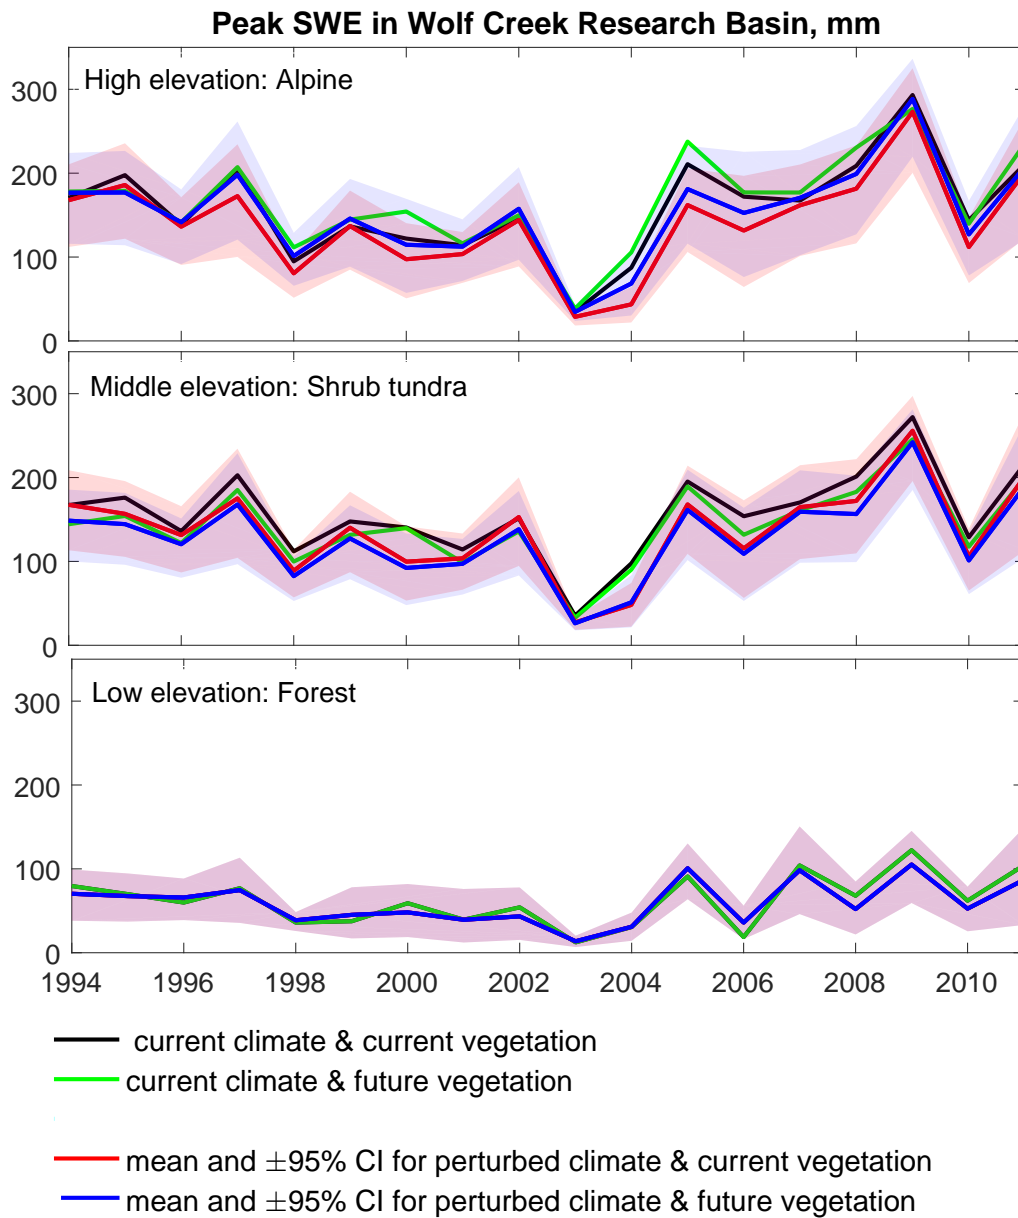 Peak SWE in Wolf Creek Research Basin, mm
High elevation: Alpine
300
200
100
0
Middle elevation: Shrub tundra
300
200
100
0
Low elevation: Forest
300
200
100
0
1994 1996 1998 2000 2002 2004 2006 2008 2010
current climate & current vegetation
current climate & future vegetation
mean and ±95% CI for perturbed climate & current vegetation
mean and ±95% CI for perturbed climate & future vegetation